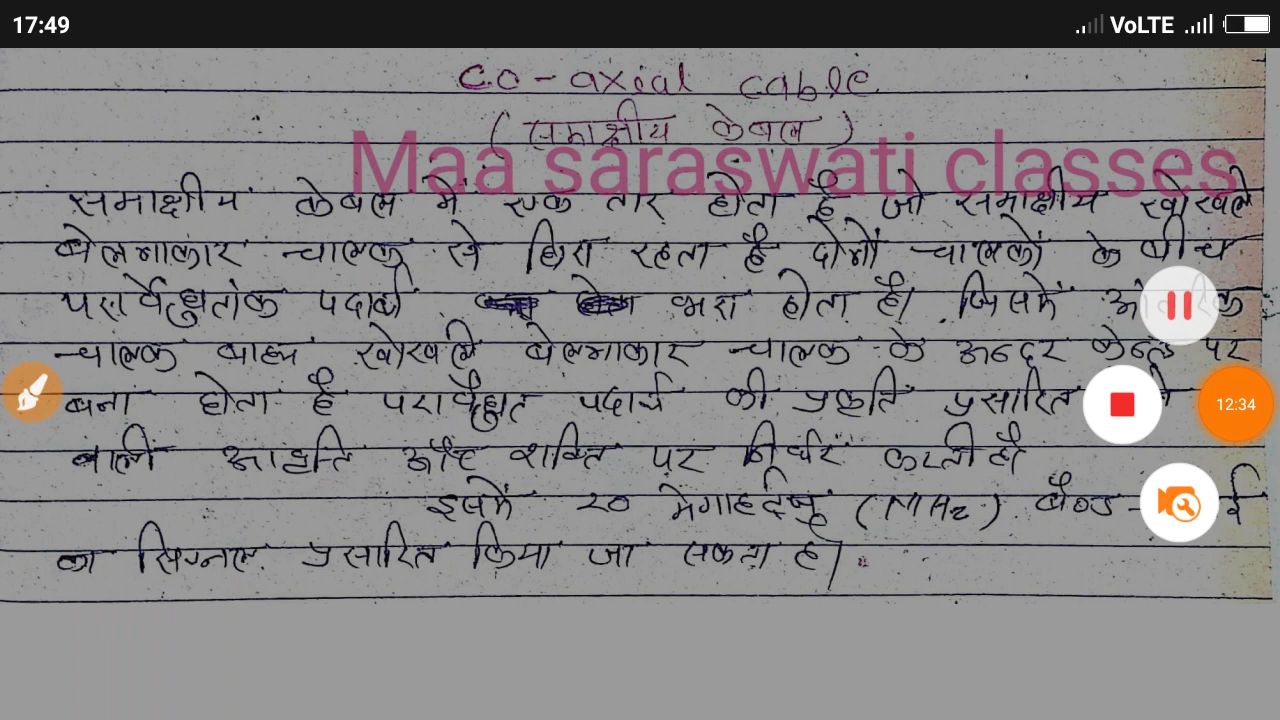 17:49 VoLTE
co-axial cable
(समाक्षीय केबल)
Maa saraswati classes
समाक्षीय केबल में एक तार होता है जो समाक्षीय खोखले
बेलनाकार चालक से घिरा रहता है दोनों चालकों के बीच
परावैद्युतांक पदार्थ भरा होता है। जिसमें
चालक बाह्य खोखले बेलनाकार चालक के अन्दर केन्द्र पर
बना होता है परावैद्युत पदार्थ की प्रकृति प्रसारित
12:34
वाली आवृत्ति और शक्ति पर निर्भर करती है।
इसमें २० मेगाहर्टज (MHz) बैण्ड-
का सिग्नल प्रसारित किया जा सकता है।